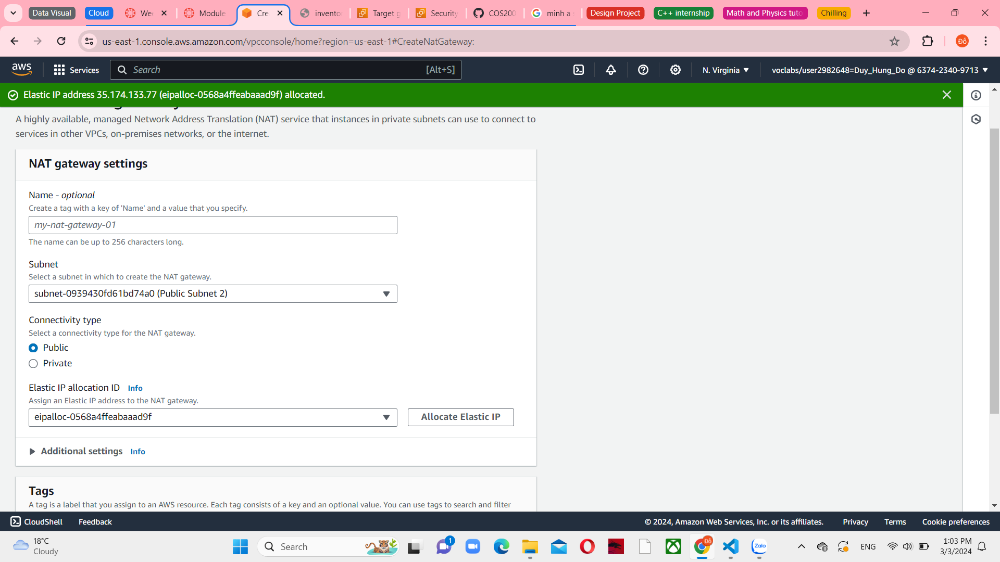 Data Visual
Cloud
Wee
Module
Cre
inventor
Target g
Security
COS200
minh a s
Design Project
C++ internship
Math and Physics tuto
Chilling
us-east-1.console.aws.amazon.com/vpcconsole/home?region=us-east-1#CreateNatGateway:
Đỗ
aws
Services
Search
[Alt+S]
N. Virginia
voclabs/user2982648=Duy_Hung_Do @ 6374-2340-9713
Elastic IP address 35.174.133.77 (eipalloc-0568a4ffeabaaad9f) allocated.
A highly available, managed Network Address Translation (NAT) service that instances in private subnets can use to connect to
services in other VPCs, on-premises networks, or the internet.
NAT gateway settings
Name - optional
Create a tag with a key of 'Name' and a value that you specify.
my-nat-gateway-01
The name can be up to 256 characters long.
Subnet
Select a subnet in which to create the NAT gateway.
subnet-0939430fd61bd74a0 (Public Subnet 2)
Connectivity type
Select a connectivity type for the NAT gateway.
Public
Private
Elastic IP allocation ID Info
Assign an Elastic IP address to the NAT gateway.
eipalloc-0568a4ffeabaaad9f
Allocate Elastic IP
Additional settings Info
Tags
A tag is a label that you assign to an AWS resource. Each tag consists of a key and an optional value. You can use tags to search and filter
CloudShell
Feedback
© 2024, Amazon Web Services, Inc. or its affiliates.
Privacy
Terms
Cookie preferences
18°C
Cloudy
Search
1
Đỗ
Zalo
ENG
1:03 PM
3/3/2024